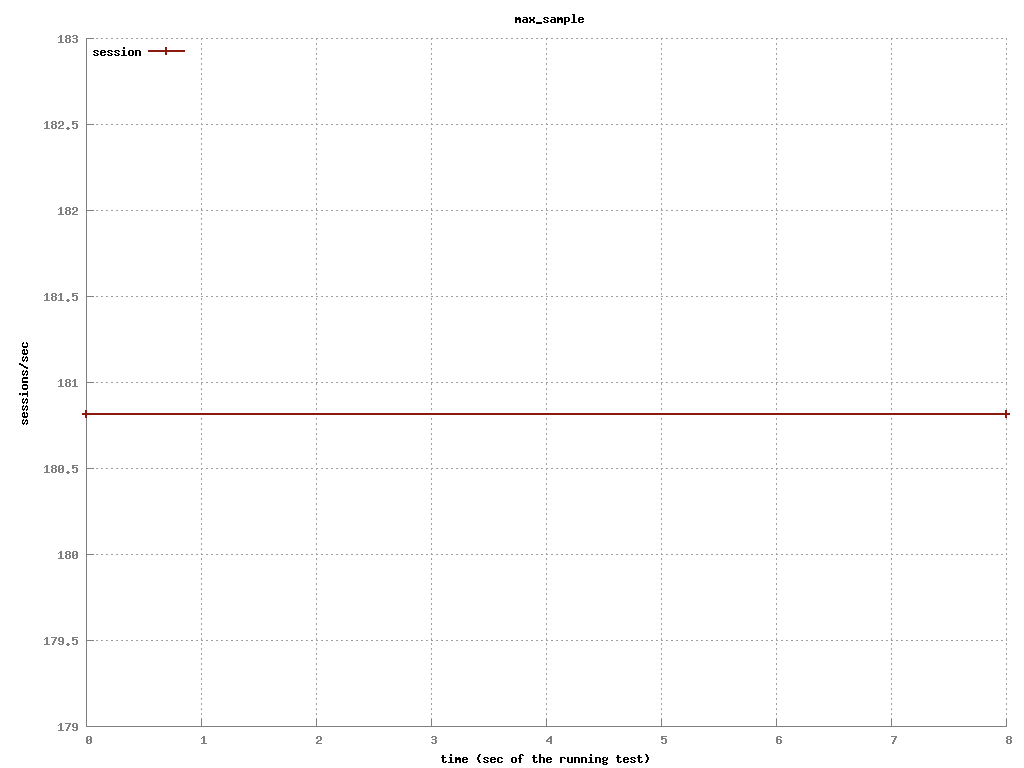 max_sample
183
session
182.5
182
181.5
181
180.5
180
179.5
179
sessions/sec
0 1 2 3 4 5 6 7 8
time (sec of the running test)